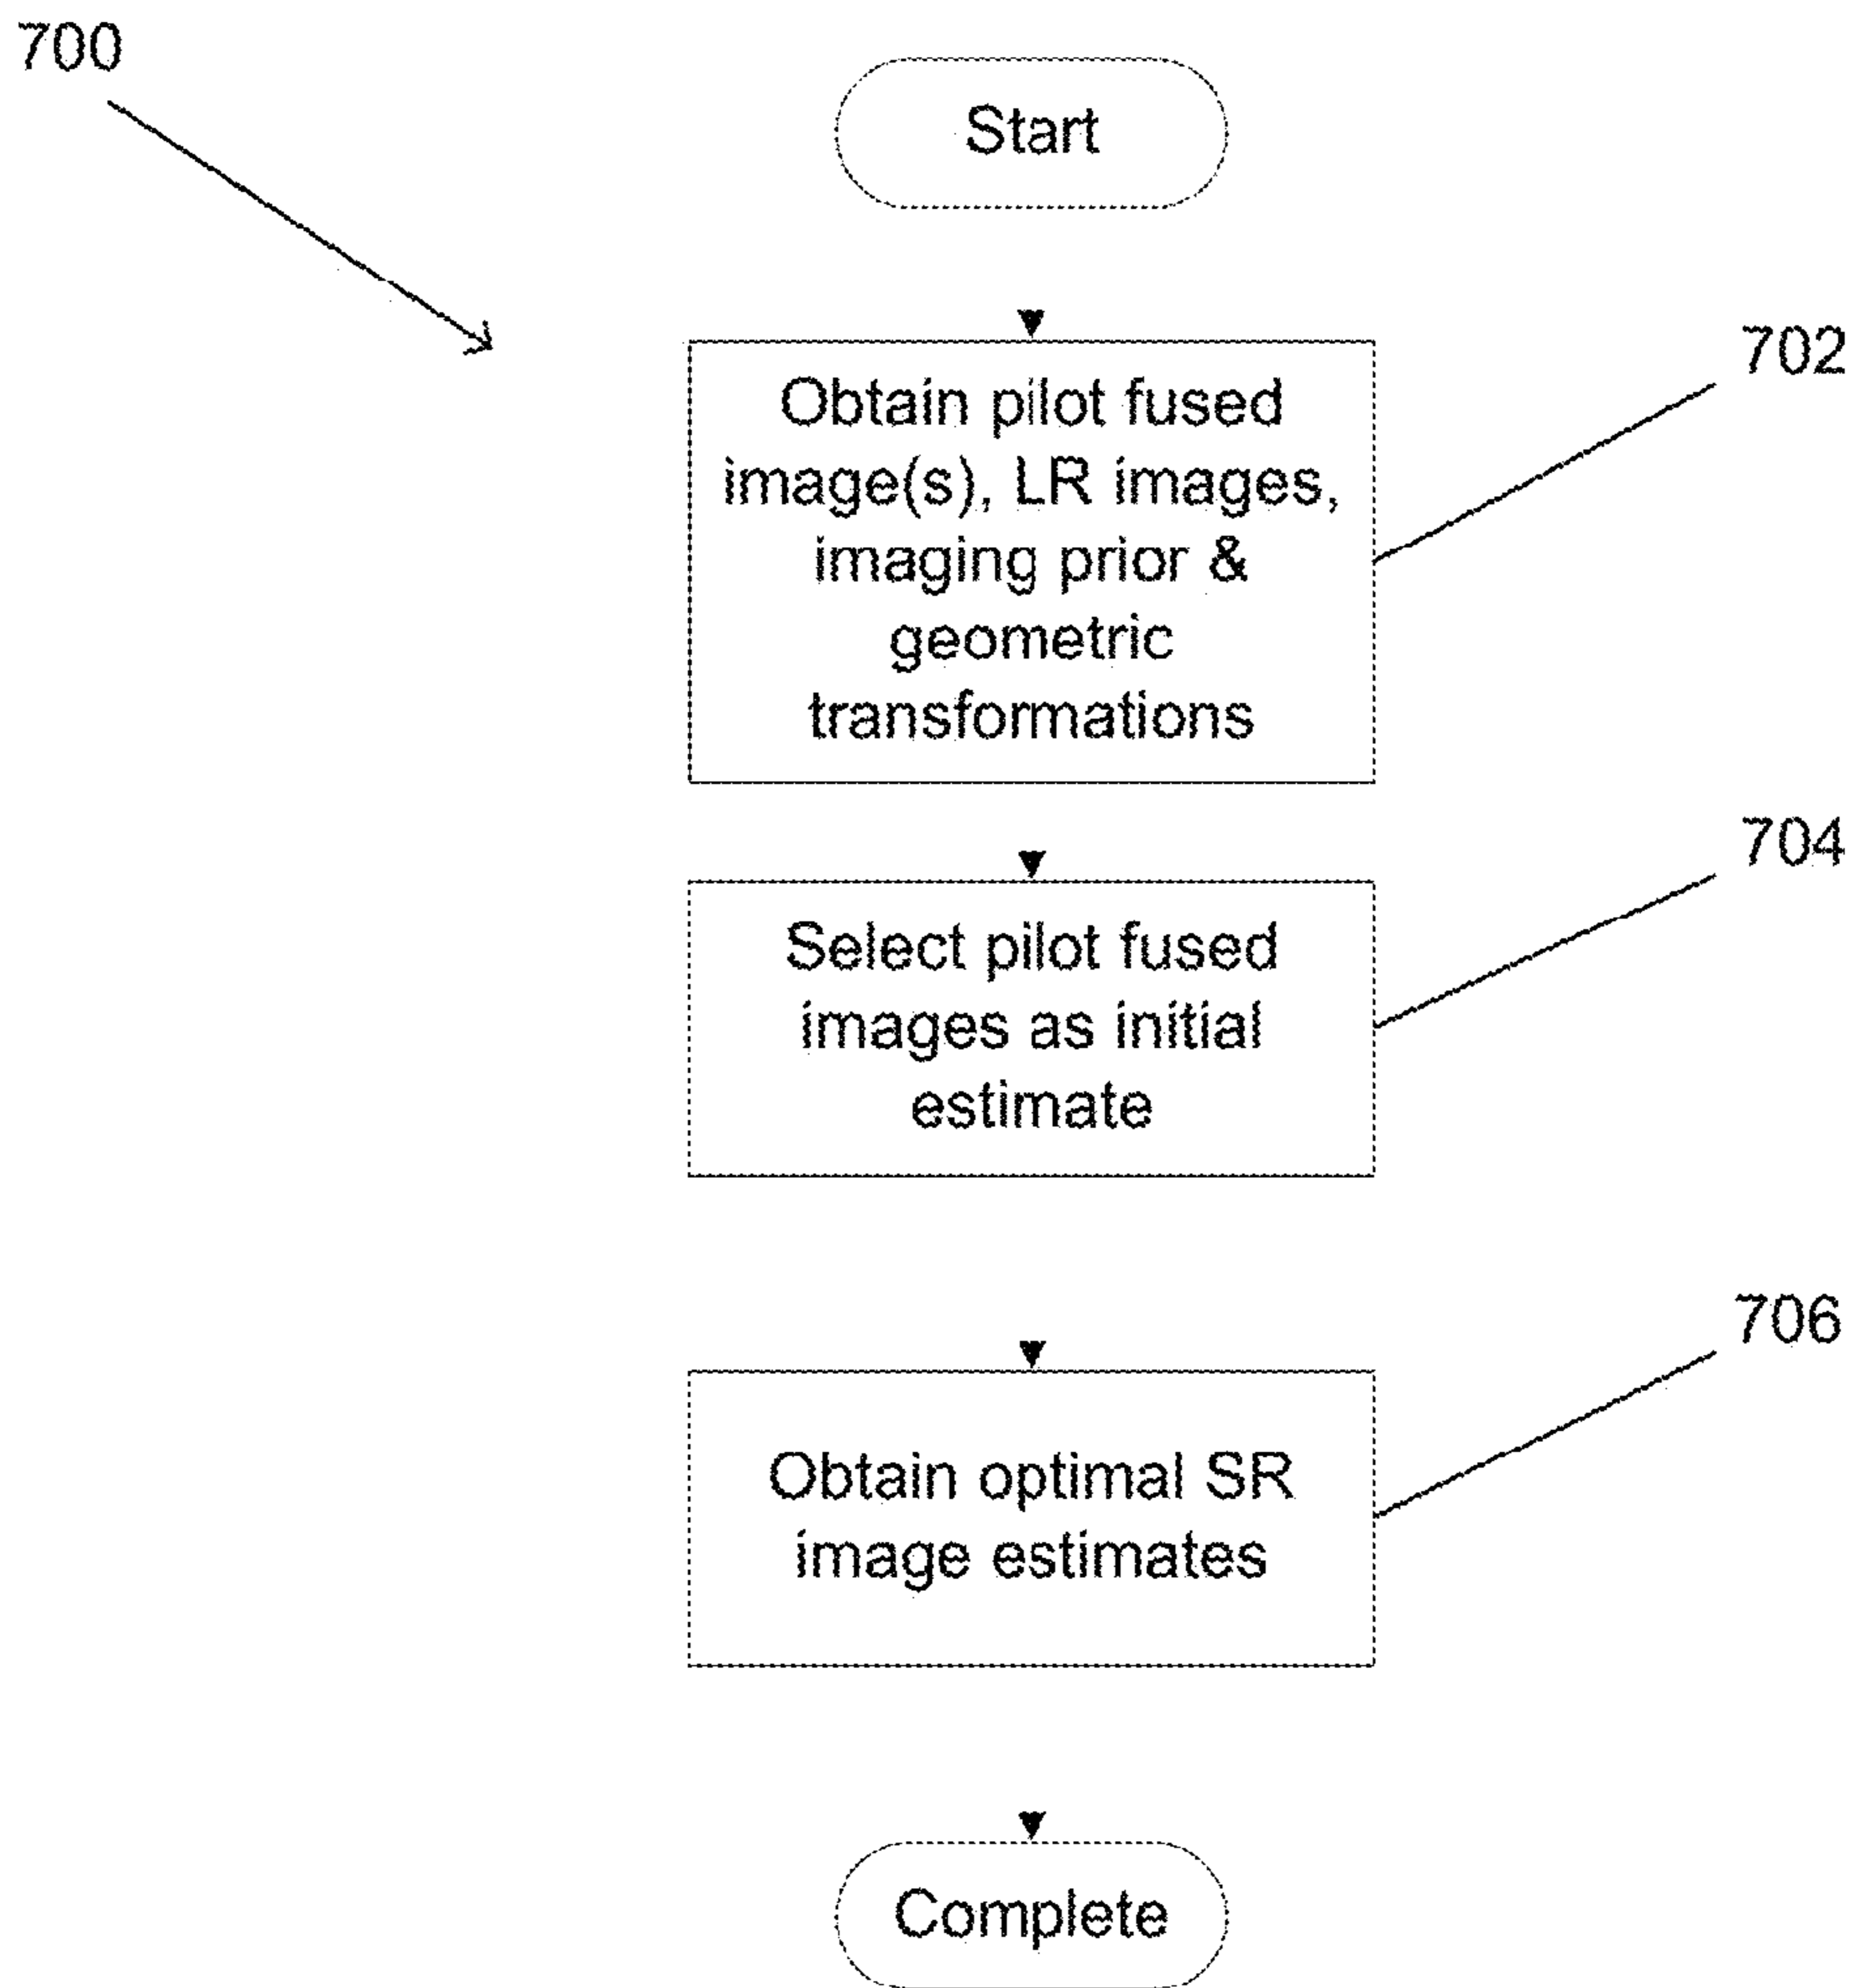 700
Start
702
Obtain pilot fused
image(s), LR images,
imaging prior &
geometric
transformations
704
Select pilot fused
images as initial
estimate
706
Obtain optimal SR
image estimates
Complete